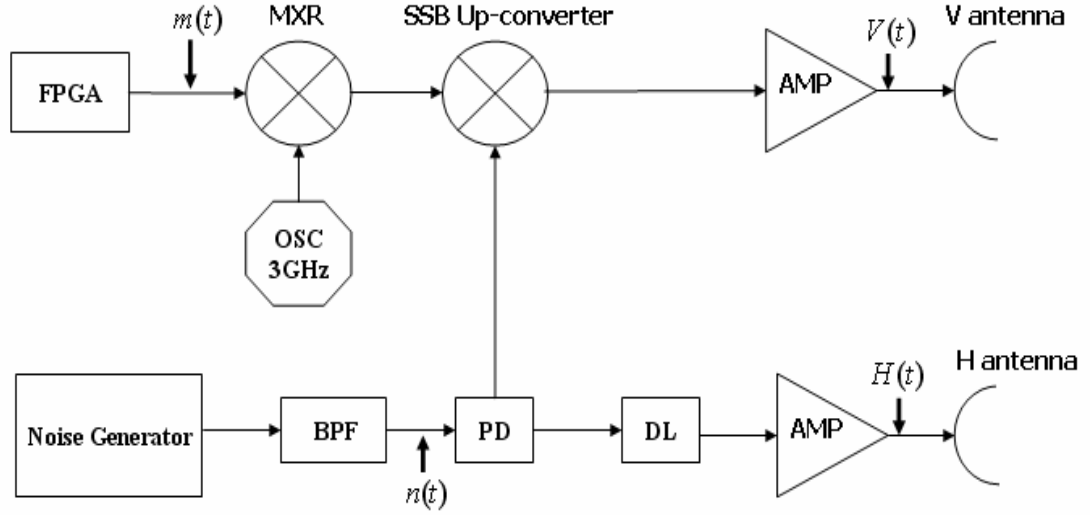 m(t)
MXR
SSB Up-converter
V antenna
V(t)
FPGA
AMP
OSC
3GHz
H antenna
H(t)
Noise Generator
BPF
PD
DL
AMP
n(t)